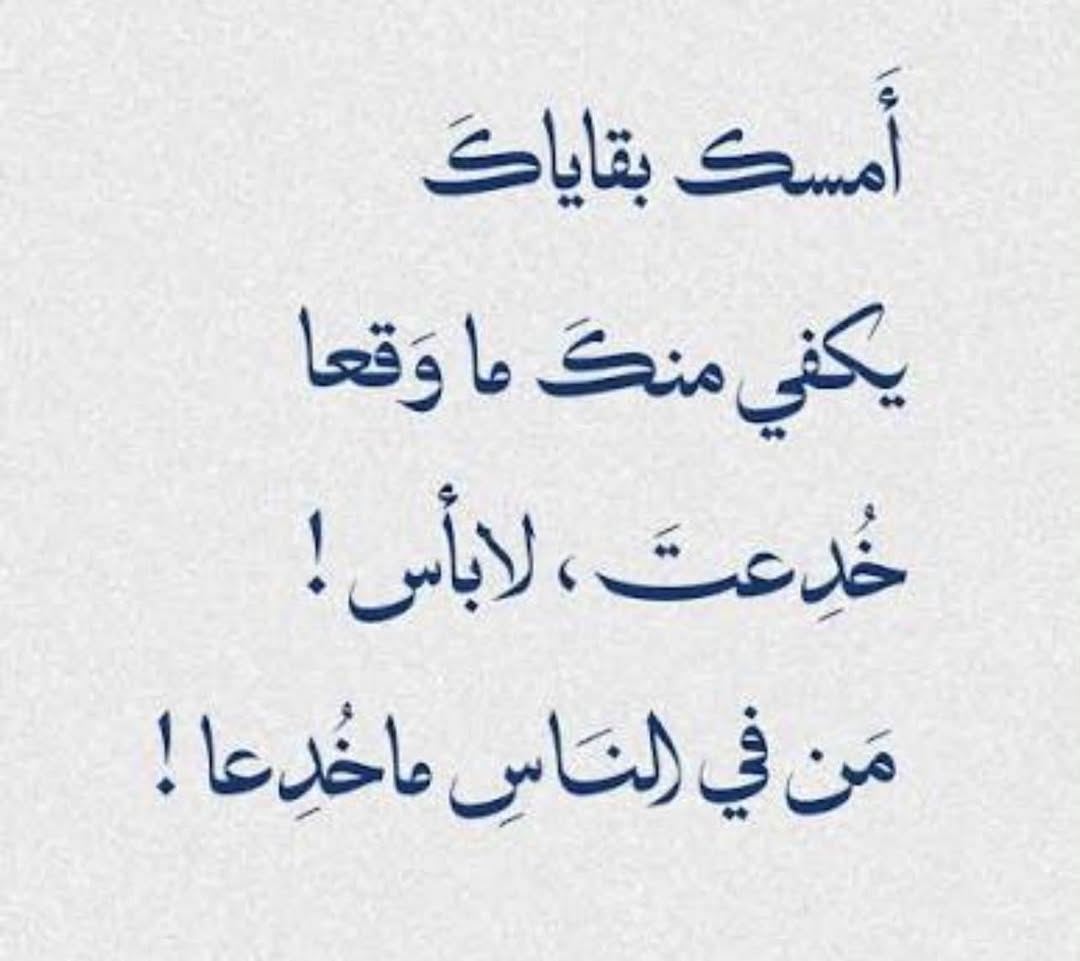 أَمسك بقاياكَ
يكفي منكَ ما وَقعا
خُدِعتَ ، لابأس !
مَن في النَاسِ ماخُدِعا !